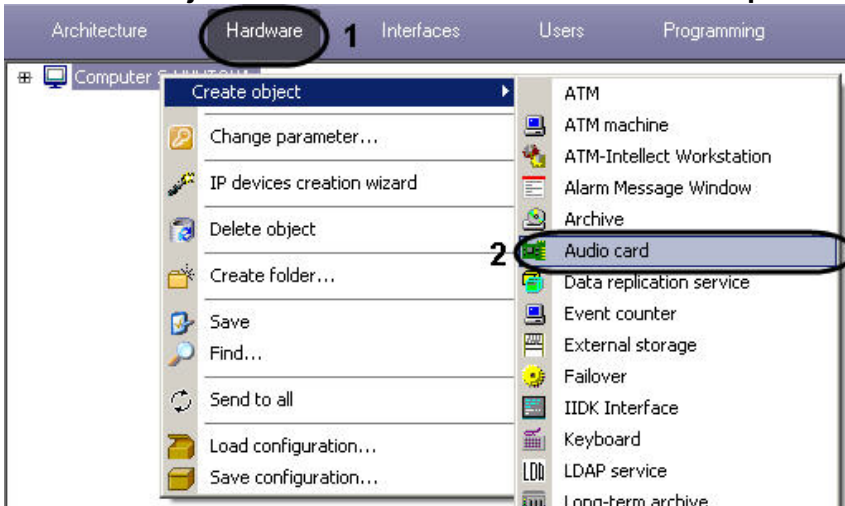 Architecture Hardware 1 Interfaces Users Programming
Computer
Create object
Change parameter...
IP devices creation wizard
Delete object
Create folder...
Save
Find...
Send to all
Load configuration...
Save configuration...
ATM
ATM machine
ATM-Intellect Workstation
Alarm Message Window
Archive
2 Audio card
Data replication service
Event counter
External storage
Failover
IIDK Interface
Keyboard
LDAP service
Long-term archive